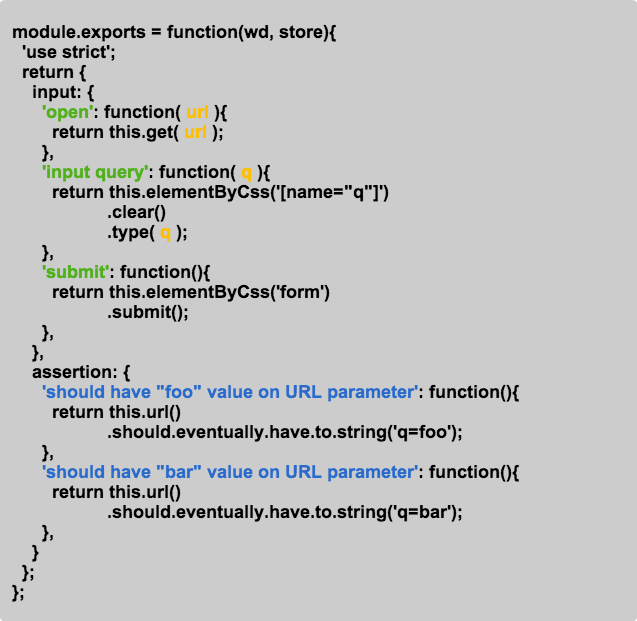 module.exports = function(wd, store){
'use strict';
return {
input: {
'open': function( url ){
return this.get( url );
},
'input query': function( q ){
return this.elementByCss('[name="q"]')
.clear()
.type( q );
},
'submit': function(){
return this.elementByCss('form')
.submit();
},
},
assertion: {
'should have "foo" value on URL parameter': function(){
return this.url()
.should.eventually.have.to.string('q=foo');
},
'should have "bar" value on URL parameter': function(){
return this.url()
.should.eventually.have.to.string('q=bar');
},
}
};
};